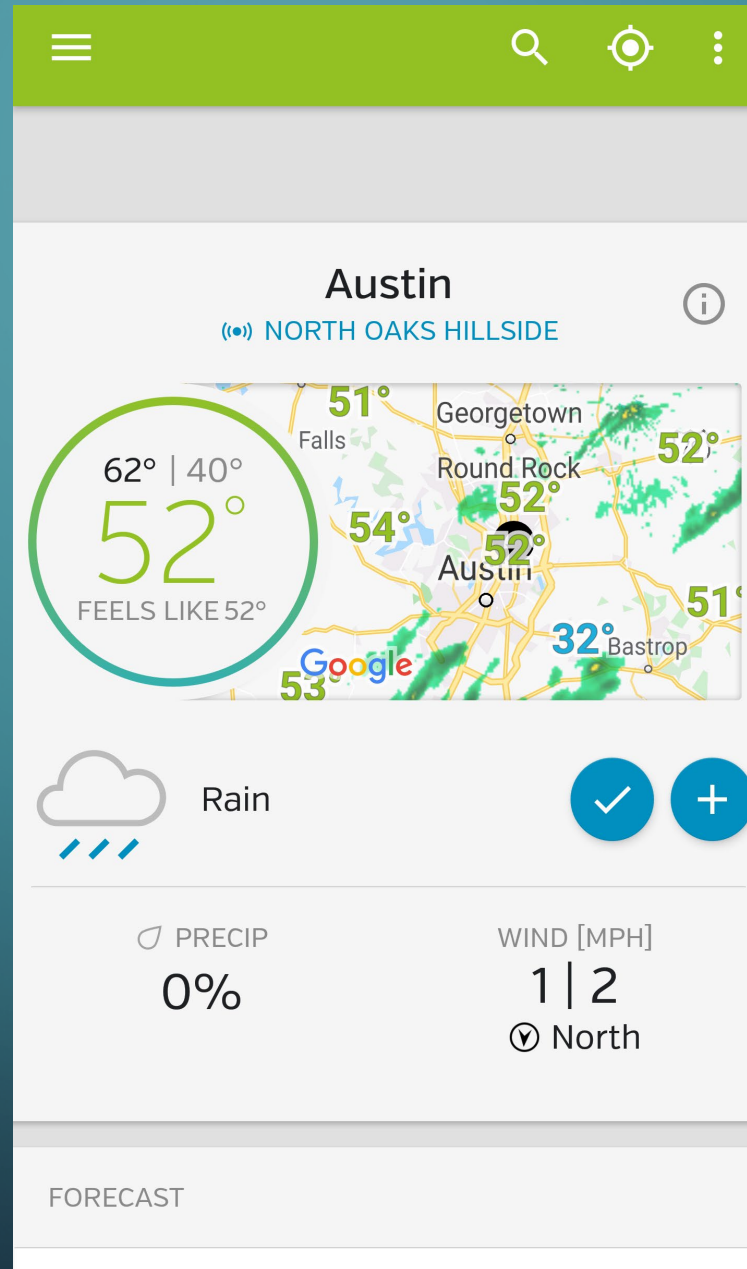 Austin
NORTH OAKS HILLSIDE
62° | 40°
52°
FEELS LIKE 52°
51°
Falls
Georgetown
52°
Round Rock
52°
54°
52°
Austin
51°
32°
Bastrop
Google
53°
Rain
PRECIP
0%
WIND [MPH]
1 | 2
North
FORECAST